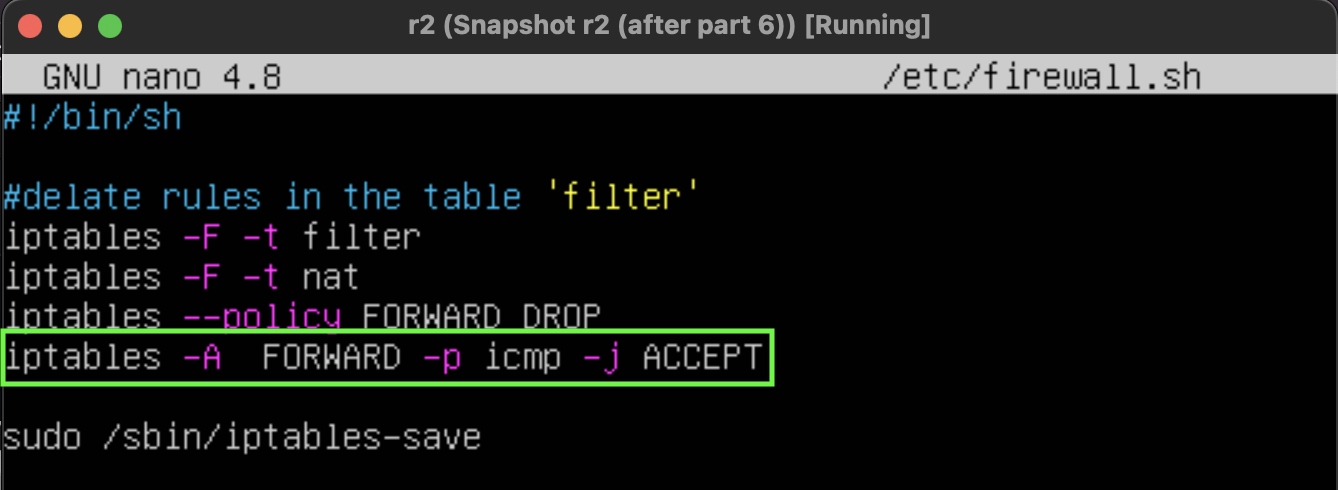 r2 (Snapshot r2 (after part 6)) [Running]
GNU nano 4.8 /etc/firewall.sh
#!/bin/sh
#delate rules in the table 'filter'
iptables -F -t filter
iptables -F -t nat
iptables --policy FORWARD DROP
iptables -A  FORWARD -p icmp -j ACCEPT
sudo /sbin/iptables-save